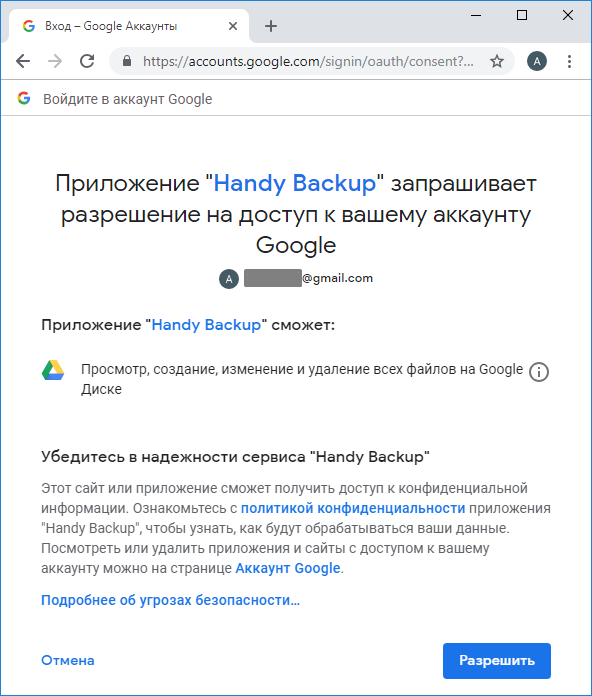 Вход – Google Аккаунты
https://accounts.google.com/signin/oauth/consent?...
A
Войдите в аккаунт Google
Приложение "Handy Backup" запрашивает
разрешение на доступ к вашему аккаунту
Google
A
@gmail.com
Приложение "Handy Backup" сможет:
Просмотр, создание, изменение и удаление всех файлов на Google
Диске
Убедитесь в надежности сервиса "Handy Backup"
Этот сайт или приложение сможет получить доступ к конфиденциальной
информации. Ознакомьтесь с политикой конфиденциальности приложения
"Handy Backup", чтобы узнать, как будут обрабатываться ваши данные.
Посмотреть или удалить приложения и сайты с доступом к вашему
аккаунту можно на странице Аккаунт Google.
Подробнее об угрозах безопасности...
Отмена
Разрешить